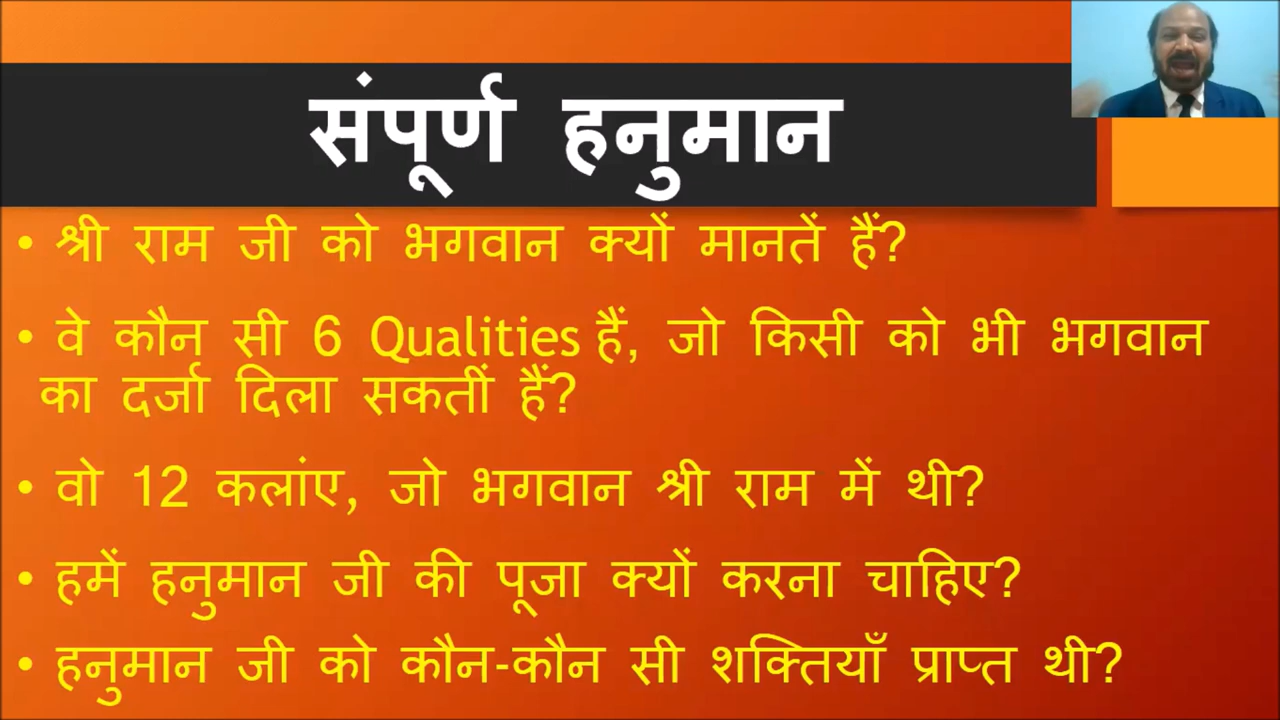 संपूर्ण हनुमान
• श्री राम जी को भगवान क्यों मानतें हैं?
• वे कौन सी 6 Qualities हैं, जो किसी को भी भगवान
का दर्जा दिला सकतीं हैं?
• वो 12 कलांए, जो भगवान श्री राम में थी?
• हमें हनुमान जी की पूजा क्यों करना चाहिए?
• हनुमान जी को कौन-कौन सी शक्तियाँ प्राप्त थी?